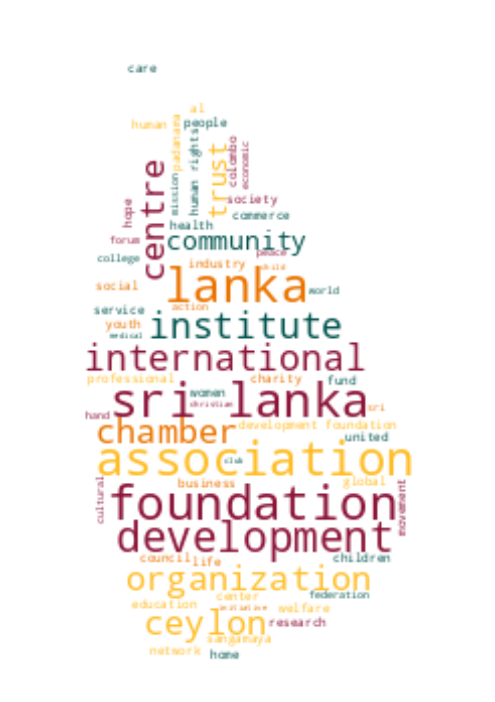 care
al
human people
padanama
human rights
mission
trust
colombo
economic
centre
hope
society
commerce
health
forum community
college
peace
industry child
social lanka world
action
service
youth institute
medical
international
professional charity fund
women
sri lanka
christian
hand sri
chamber development foundation
united
association
club
cultural business global
foundation movement
development
council life children
organization
center federation
education initiative welfare
ceylon research
sangamaya
network home